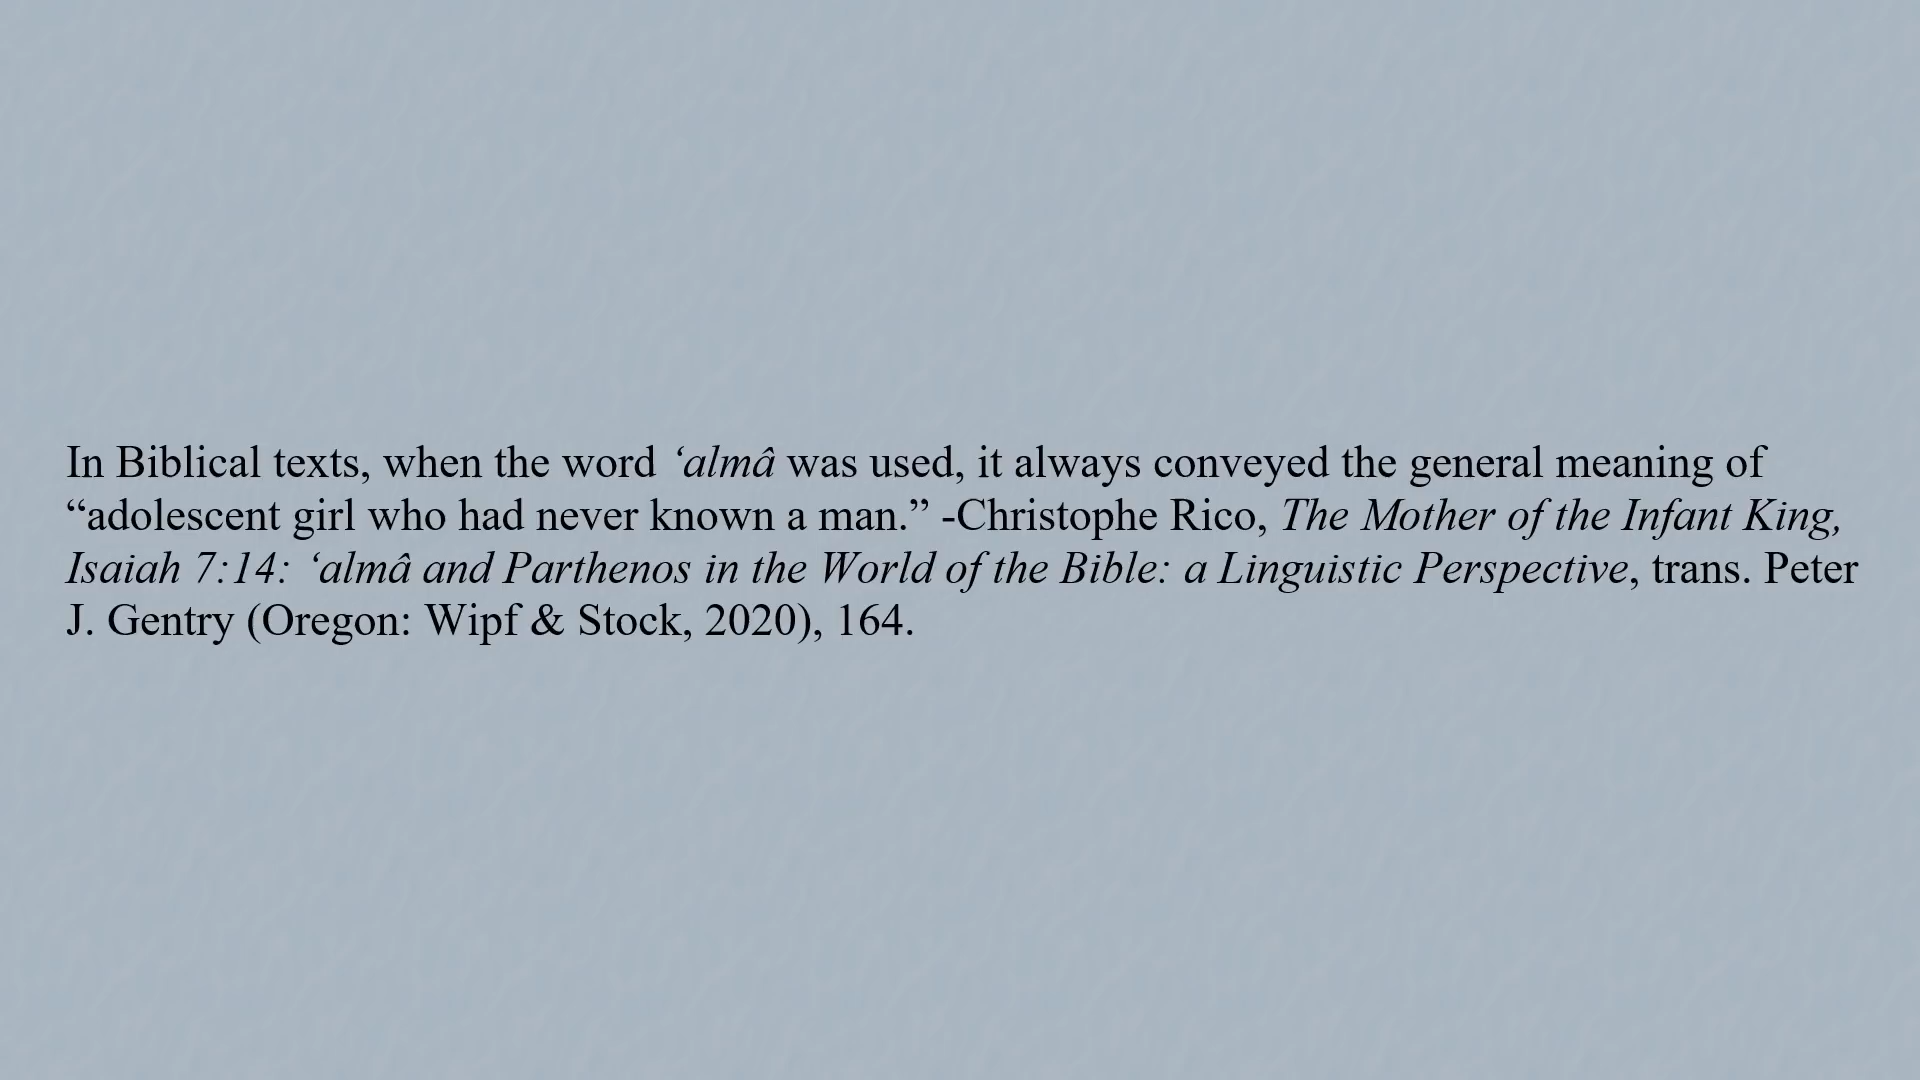 In Biblical texts, when the word ‘almâ was used, it always conveyed the general meaning of
“adolescent girl who had never known a man.” -Christophe Rico, The Mother of the Infant King,
Isaiah 7:14: ‘almâ and Parthenos in the World of the Bible: a Linguistic Perspective, trans. Peter
J. Gentry (Oregon: Wipf & Stock, 2020), 164.